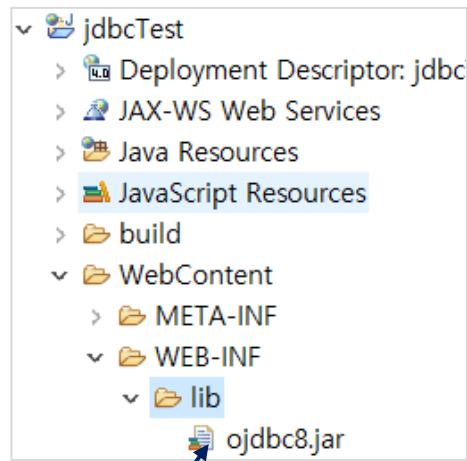 jdbcTest
Deployment Descriptor: jdbc
JAX-WS Web Services
Java Resources
JavaScript Resources
build
WebContent
META-INF
WEB-INF
lib
ojdbc8.jar